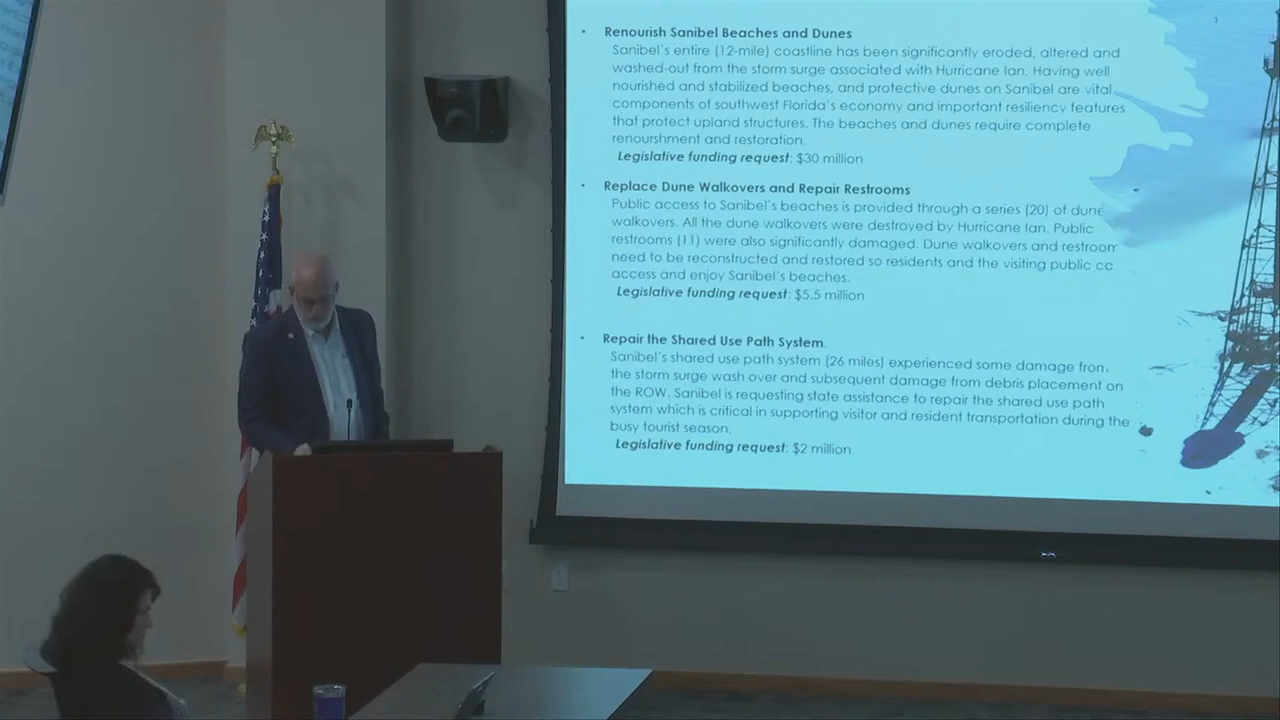 Renourish Sanibel Beaches and Dunes
Sanibel's entire (12-mile) coastline has been significantly eroded, altered and
washed-out from the storm surge associated with Hurricane Ian. Having well
nourished and stabilized beaches, and protective dunes on Sanibel are vital
components of southwest Florida's economy and important resiliency features
that protect upland structures. The beaches and dunes require complete
renourshment and restoration.
Legislative funding request: $30 million
Replace Dune Walkovers and Repair Restrooms
Public access to Sanibel's beaches is provided through a series (20) of dune
walkovers. All the dune walkovers were destroyed by Hurricane Ian. Public
restrooms (11) were also significantly damaged. Dune walkovers and restroom
need to be reconstructed and restored so residents and the visiting public
access and enjoy Sanibel's beaches.
Legislative funding request: $5.5 million
Repair the Shared Use Path System.
Sanibel's shared use path system (26 miles) experienced some damage
the storm surge wash over and subsequent damage from debris placement on
the ROW. Sanibel is requesting state assistance to repair the shared use path
system which is critical in supporting visitor and resident transportation during the
busy tourist season.
Legislative funding request: $2 million